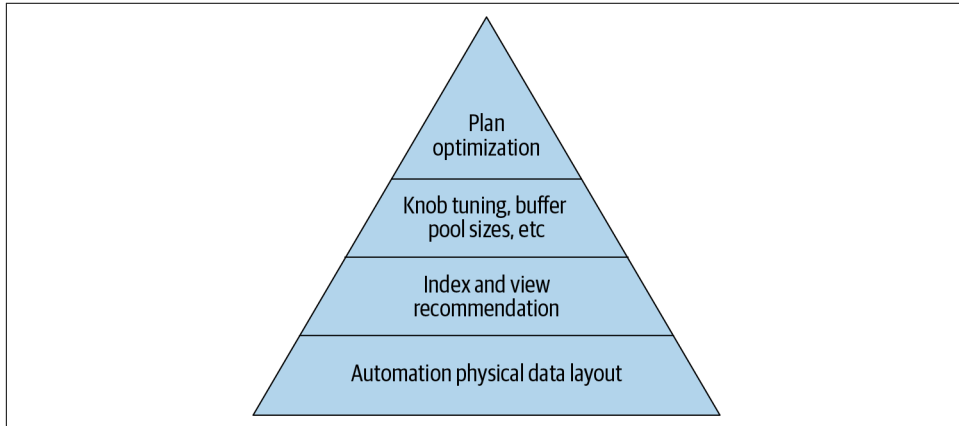 Plan
optimization
Knob tuning, buffer
pool sizes, etc
Index and view
recommendation
Automation physical data layout